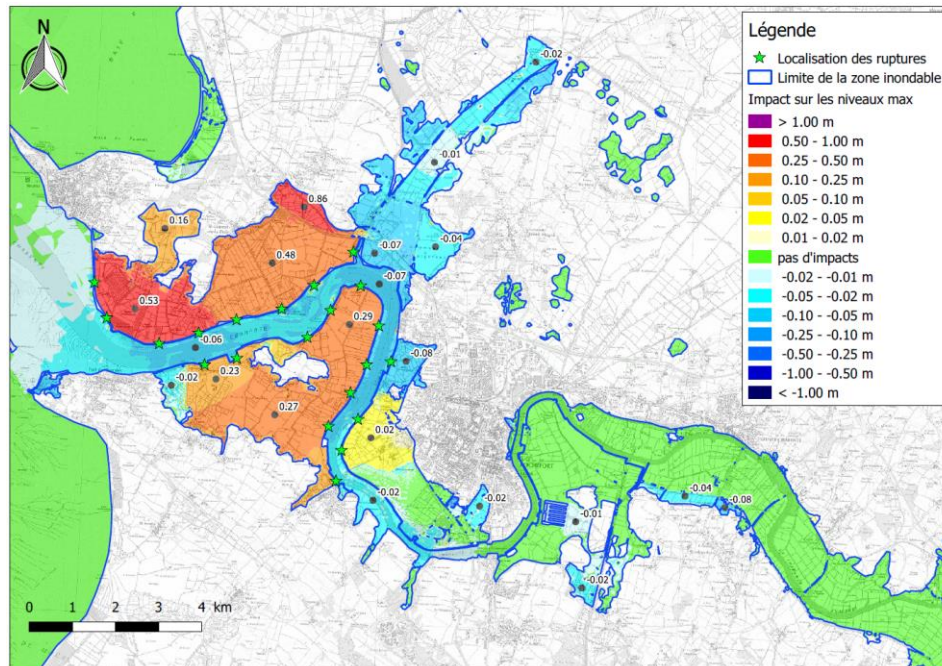 N
Légende
Localisation des ruptures
Limite de la zone inondable
Impact sur les niveaux max
> 1.00 m
0.50 - 1.00 m
0.25 - 0.50 m
0.10 - 0.25 m
0.05 - 0.10 m
0.02 - 0.05 m
0.01 - 0.02 m
pas d'impacts
-0.02 - -0.01 m
-0.05 - -0.02 m
-0.10 - -0.05 m
-0.25 - -0.10 m
-0.50 - -0.25 m
-1.00 - -0.50 m
< -1.00 m
-0.02
-0.01
0.86
0.16
-0.04
-0.07
0.48
-0.07
0.53
0.29
-0.06
-0.08
-0.02
0.23
0.27
0.02
-0.02
-0.02
-0.04
-0.08
-0.01
-0.02
0 1 2 3 4 km